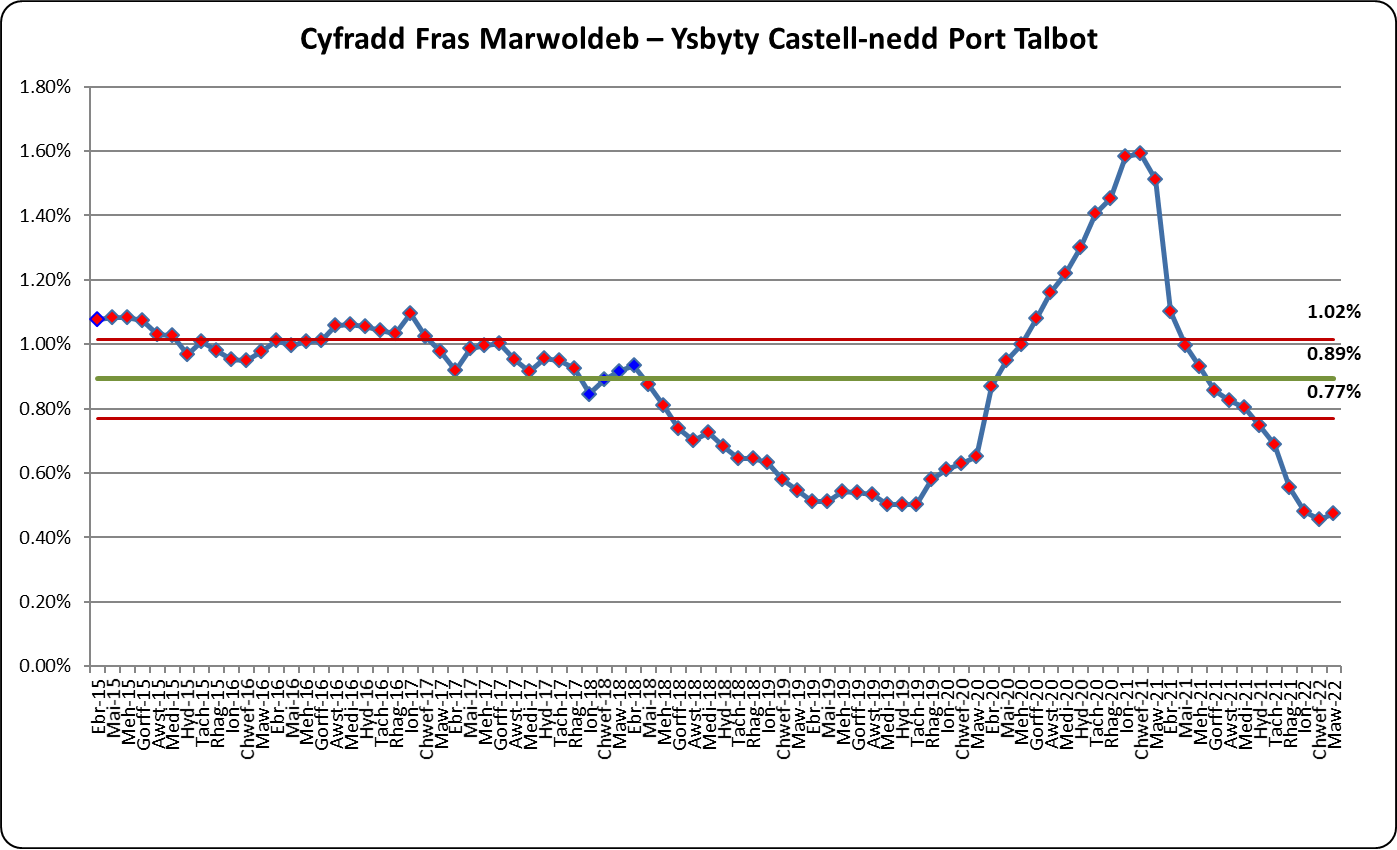 Cyfradd Fras Marwoldeb – Ysbyty Castell-nedd Port Talbot
1.80%
1.60%
1.40%
1.20%
1.00%
0.80%
0.60%
0.40%
0.20%
0.00%
1.02%
0.89%
0.77%
Ebr-15
Mai-15
Meh-15
Gorff-15
Awst-15
Medi-15
Hyd-15
Tach-15
Rhag-15
Ion-16
Chwef-16
Maw-16
Ebr-16
Mai-16
Meh-16
Gorff-16
Awst-16
Medi-16
Hyd-16
Tach-16
Rhag-16
Ion-17
Chwef-17
Maw-17
Ebr-17
Mai-17
Meh-17
Gorff-17
Awst-17
Medi-17
Hyd-17
Tach-17
Rhag-17
Ion-18
Chwef-18
Maw-18
Ebr-18
Mai-18
Meh-18
Gorff-18
Awst-18
Medi-18
Hyd-18
Tach-18
Rhag-18
Ion-19
Chwef-19
Maw-19
Ebr-19
Mai-19
Meh-19
Gorff-19
Awst-19
Medi-19
Hyd-19
Tach-19
Rhag-19
Ion-20
Chwef-20
Maw-20
Ebr-20
Mai-20
Meh-20
Gorff-20
Awst-20
Medi-20
Hyd-20
Tach-20
Rhag-20
Ion-21
Chwef-21
Maw-21
Ebr-21
Mai-21
Meh-21
Gorff-21
Awst-21
Medi-21
Hyd-21
Tach-21
Rhag-21
Ion-22
Chwef-22
Maw-22